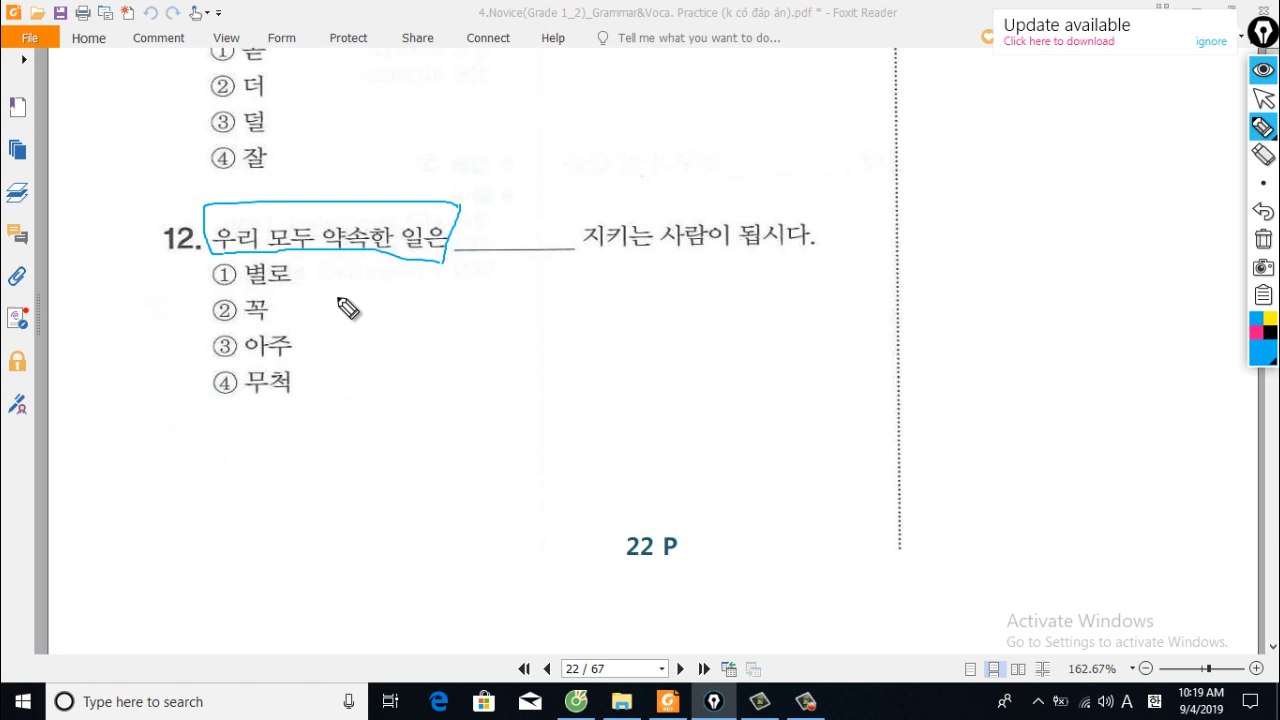 4.Novice(Grade 1_2)_Grammar&Voca. Practice (k có đáp án).pdf * - Foxit Reader
Update available
Click here to download
ignore
File
Home
Comment
View
Form
Protect
Share
Connect
Help
Tell me what you want to do...
② 더
③ 덜
④ 잘
12. 우리 모두 약속한 일은 __________ 지키는 사람이 됩시다.
① 별로
② 꼭
③ 아주
④ 무척
22 P
Activate Windows
Go to Settings to activate Windows.
22 / 67
162.67%
Type here to search
A
한
10:19 AM
9/4/2019